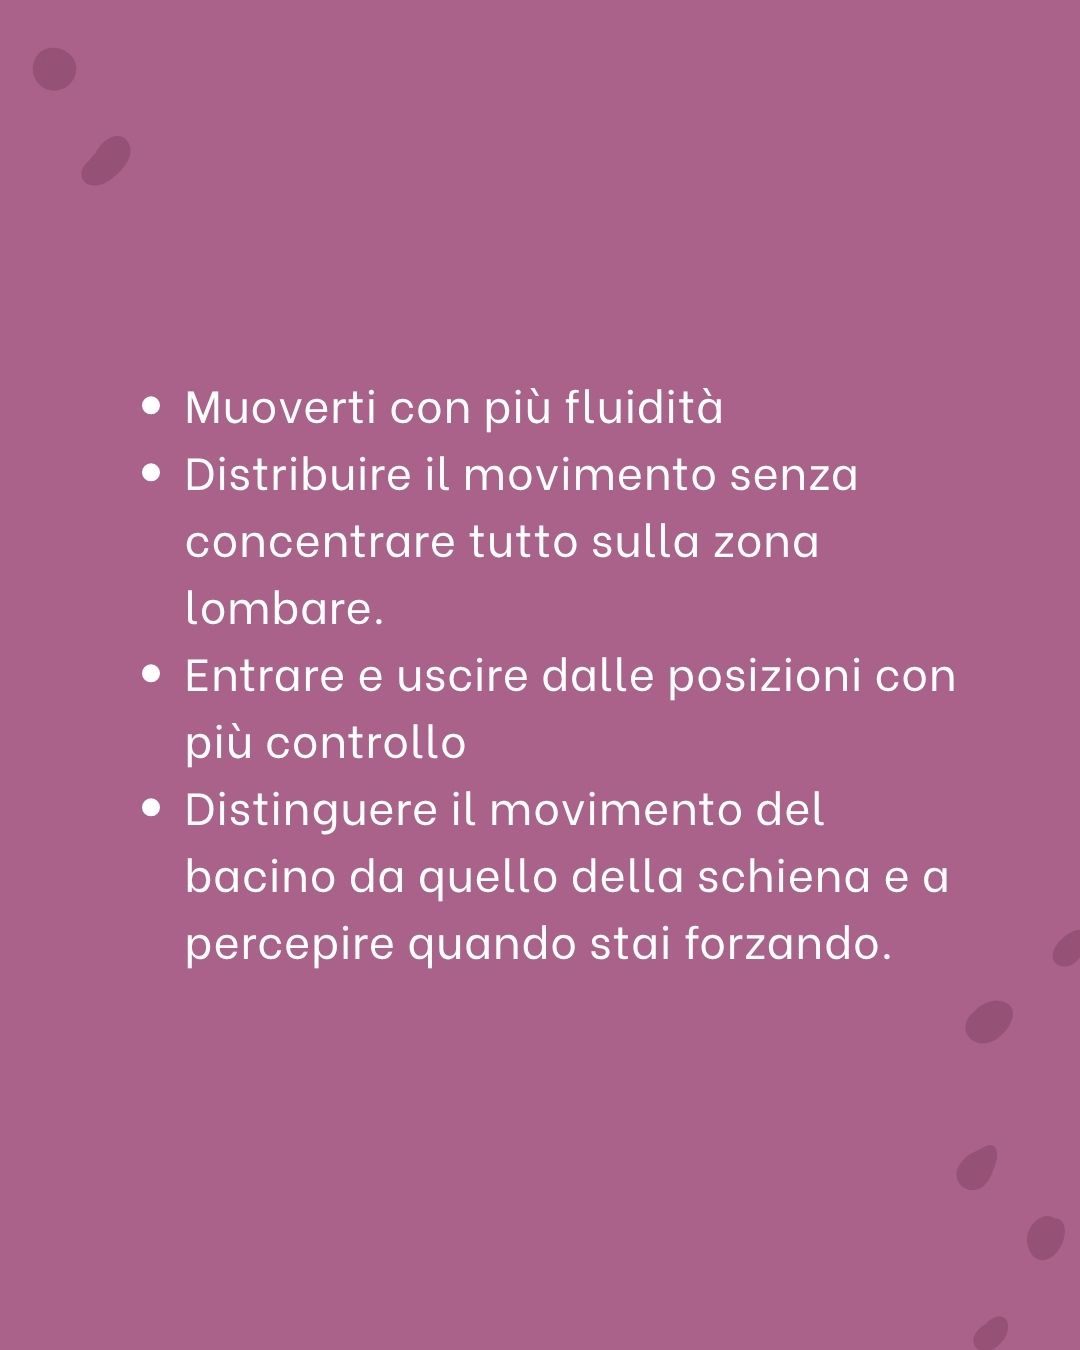 • Muoverti con più fluidità
• Distribuire il movimento senza
concentrare tutto sulla zona
lombare.
• Entrare e uscire dalle posizioni con
più controllo
• Distinguere il movimento del
bacino da quello della schiena e a
percepire quando stai forzando.